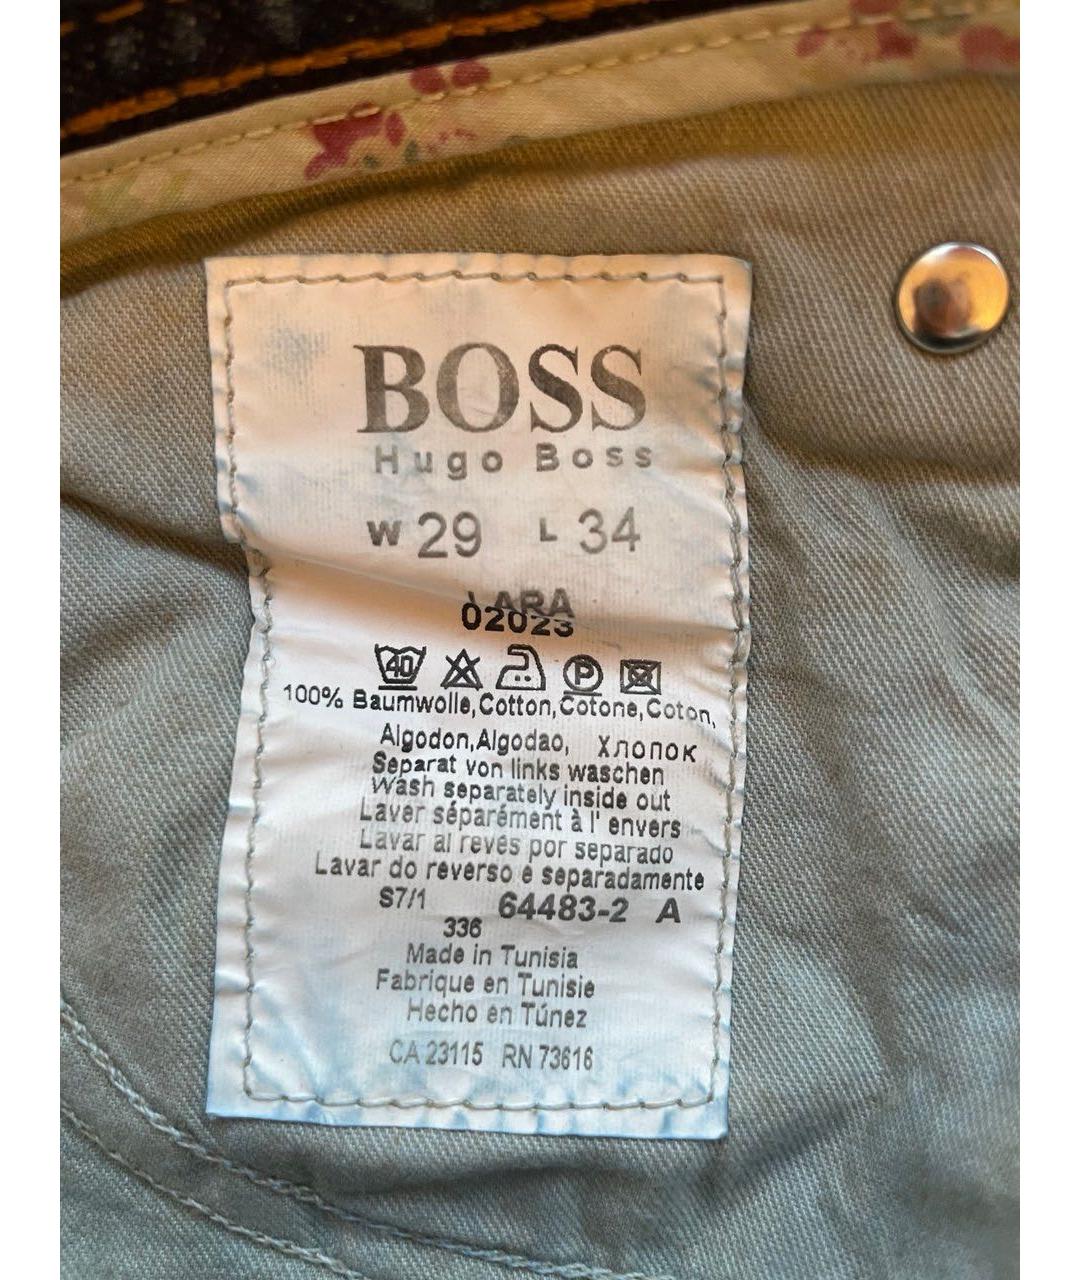 BOSS
Hugo Boss
W 29 L 34
LARA
02023
40 P
100% Baumwolle,Cotton,Cotone,Coton,
Algodon,Algodao, Хлопок
Separat von links waschen
Wash separately inside out
Laver séparément à l' envers
Lavar al revés por separado
Lavar do reverso e separadamente
S7/1 64483-2 A
336
Made in Tunisia
Fabrique en Tunisie
Hecho en Túnez
CA 23115 RN 73616